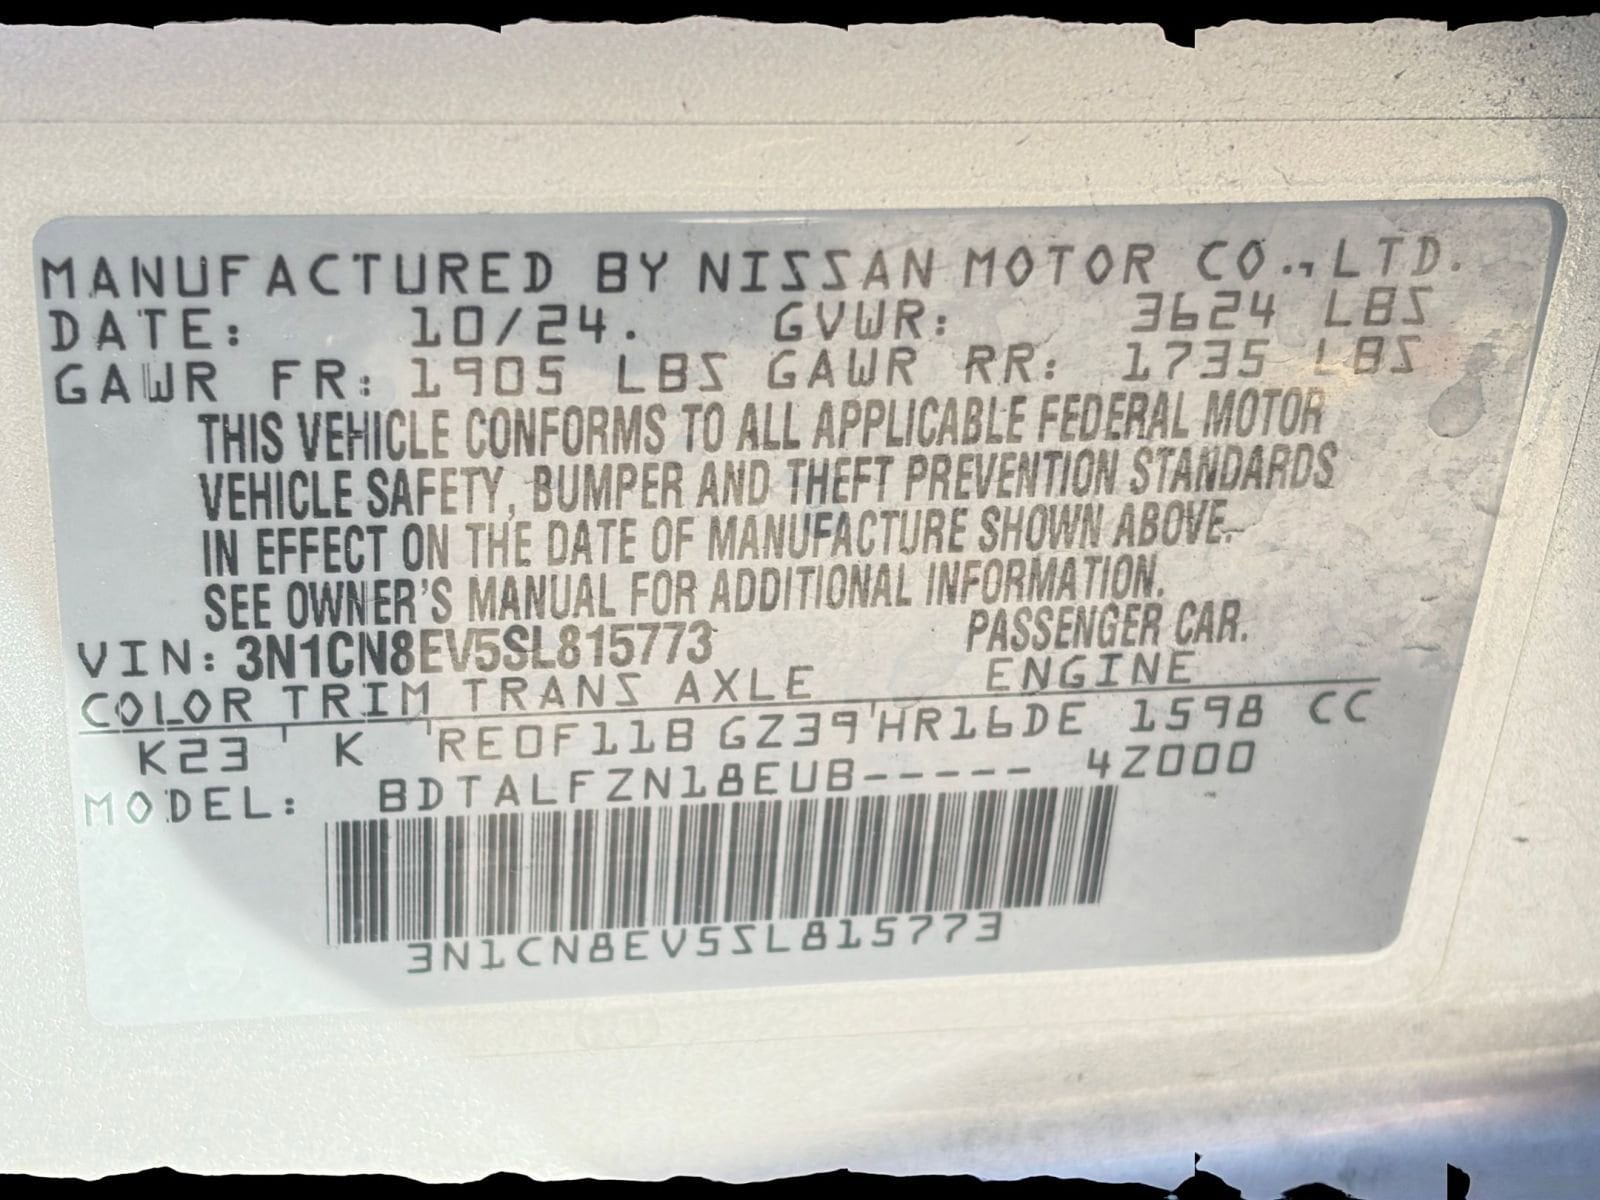 MANUFACTURED BY NISSAN MOTOR CO., LTD.
DATE: 10/24. GVWR: 3624 LBS
GAWR FR: 1905 LBS GAWR RR: 1735 LBS
THIS VEHICLE CONFORMS TO ALL APPLICABLE FEDERAL MOTOR
VEHICLE SAFETY, BUMPER AND THEFT PREVENTION STANDARDS
IN EFFECT ON THE DATE OF MANUFACTURE SHOWN ABOVE.
SEE OWNER'S MANUAL FOR ADDITIONAL INFORMATION.
VIN: 3N1CN8EV5SL815773 PASSENGER CAR.
COLOR TRIM TRANS AXLE ENGINE
K23 ' K 'RE0F11B GZ39'HR16DE 1598 CC
MODEL: BDTALFZN18EUB----- 4Z000
3N1CN8EV5SL815773